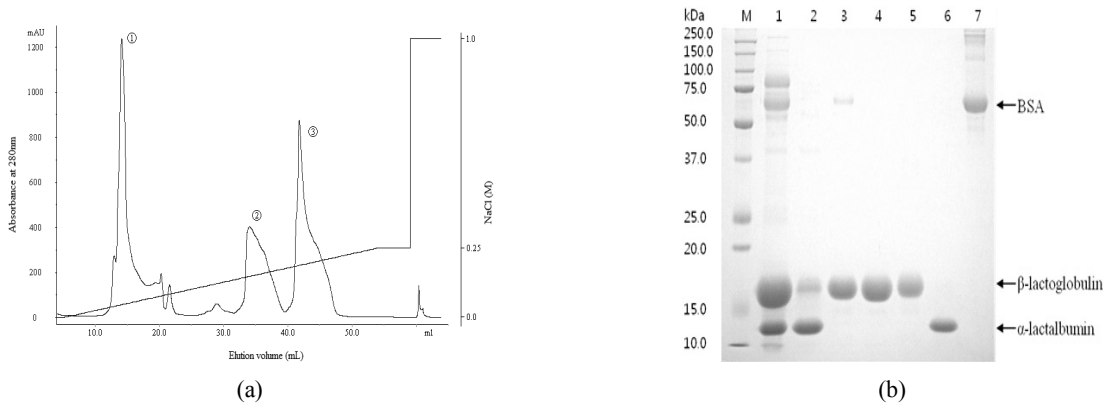 mAU
1200
1000
800
600
400
200
0
Absorbance at 280nm
①
②
③
1.0
0.25
0.0
NaCl (M)
10.0 20.0 30.0 40.0 50.0 ml
Elution volume (mL)
(a)
kDa M 1 2 3 4 5 6 7
250.0
150.0
100.0
75.0
50.0
37.0
25.0
20.0
15.0
10.0
BSA
β-lactoglobulin
α-lactalbumin
(b)